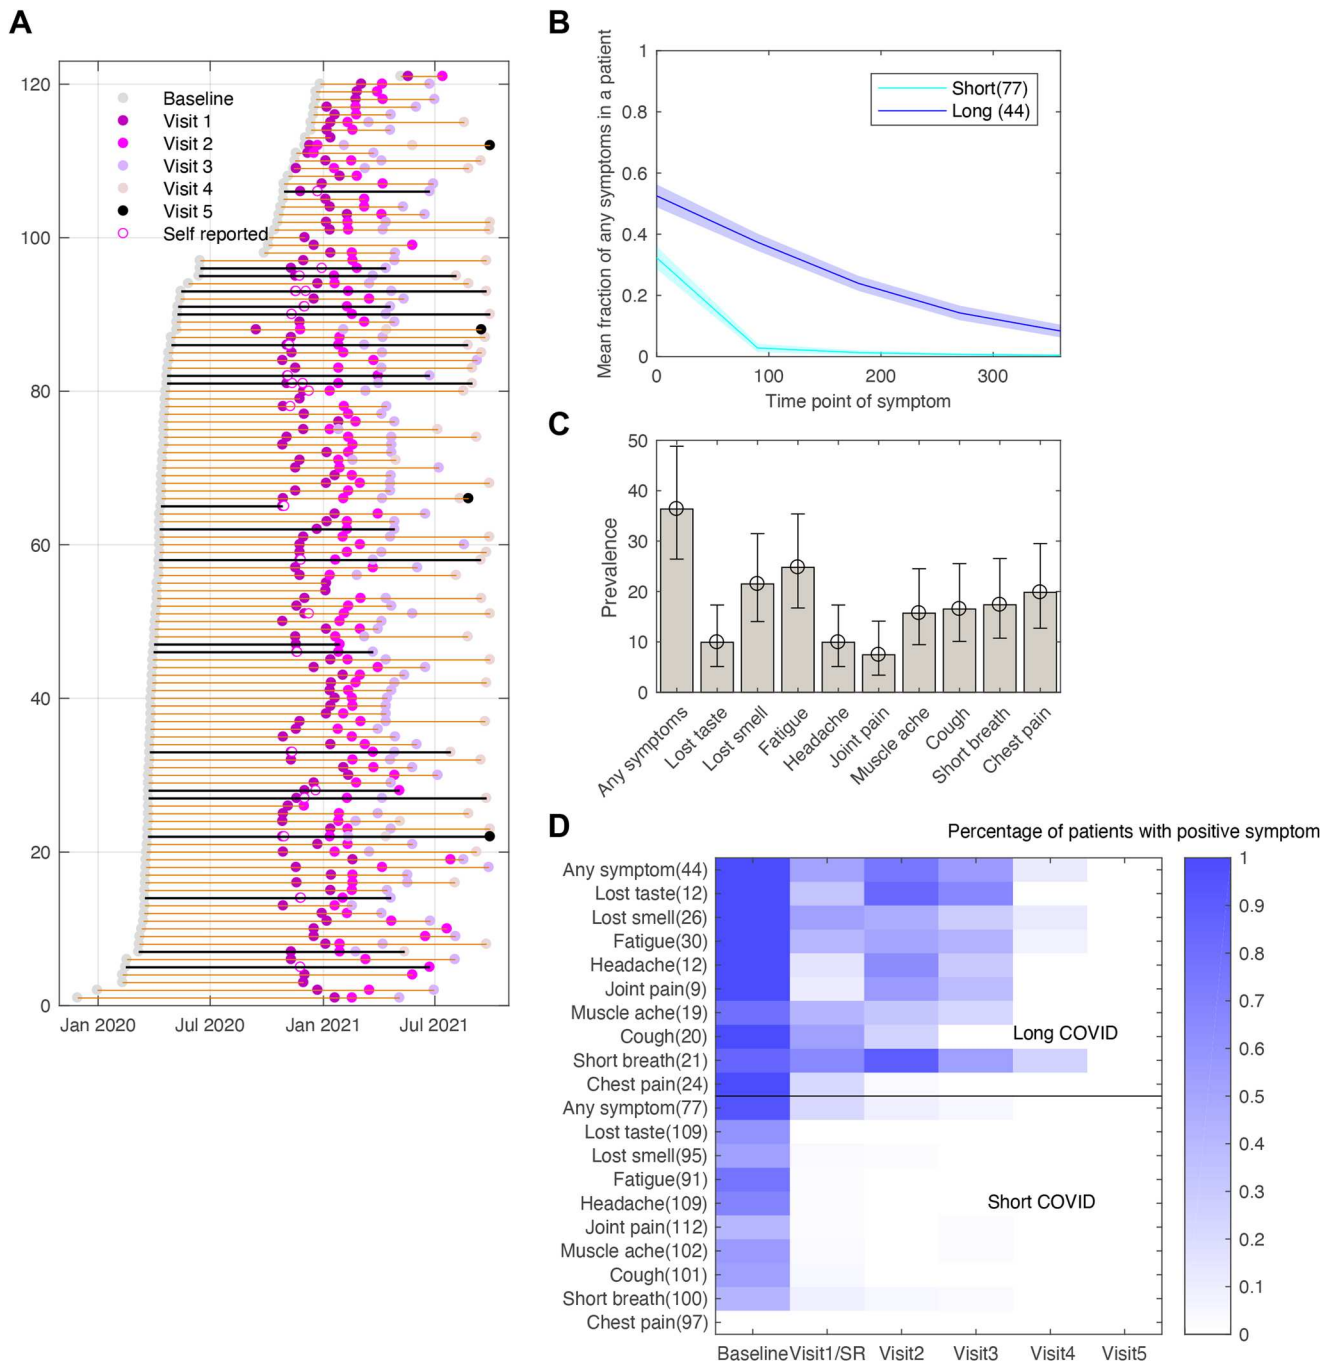 A
120
100
80
60
40
20
0
Baseline
Visit 1
Visit 2
Visit 3
Visit 4
Visit 5
Self reported
Jan 2020 Jul 2020 Jan 2021 Jul 2021
B
Mean fraction of any symptoms in a patient
1
0.8
0.6
0.4
0.2
0
Short(77)
Long (44)
0 100 200 300
Time point of symptom
C
Prevalence
50
40
30
20
10
0
Any symptoms
Lost taste
Lost smell
Fatigue
Headache
Joint pain
Muscle ache
Cough
Short breath
Chest pain
D
Percentage of patients with positive symptom
Any symptom(44)
Lost taste(12)
Lost smell(26)
Fatigue(30)
Headache(12)
Joint pain(9)
Muscle ache(19)
Cough(20)
Short breath(21)
Chest pain(24)
Any symptom(77)
Lost taste(109)
Lost smell(95)
Fatigue(91)
Headache(109)
Joint pain(112)
Muscle ache(102)
Cough(101)
Short breath(100)
Chest pain(97)
Long COVID
Short COVID
Baseline Visit1/SR Visit2 Visit3 Visit4 Visit5
1
0.9
0.8
0.7
0.6
0.5
0.4
0.3
0.2
0.1
0